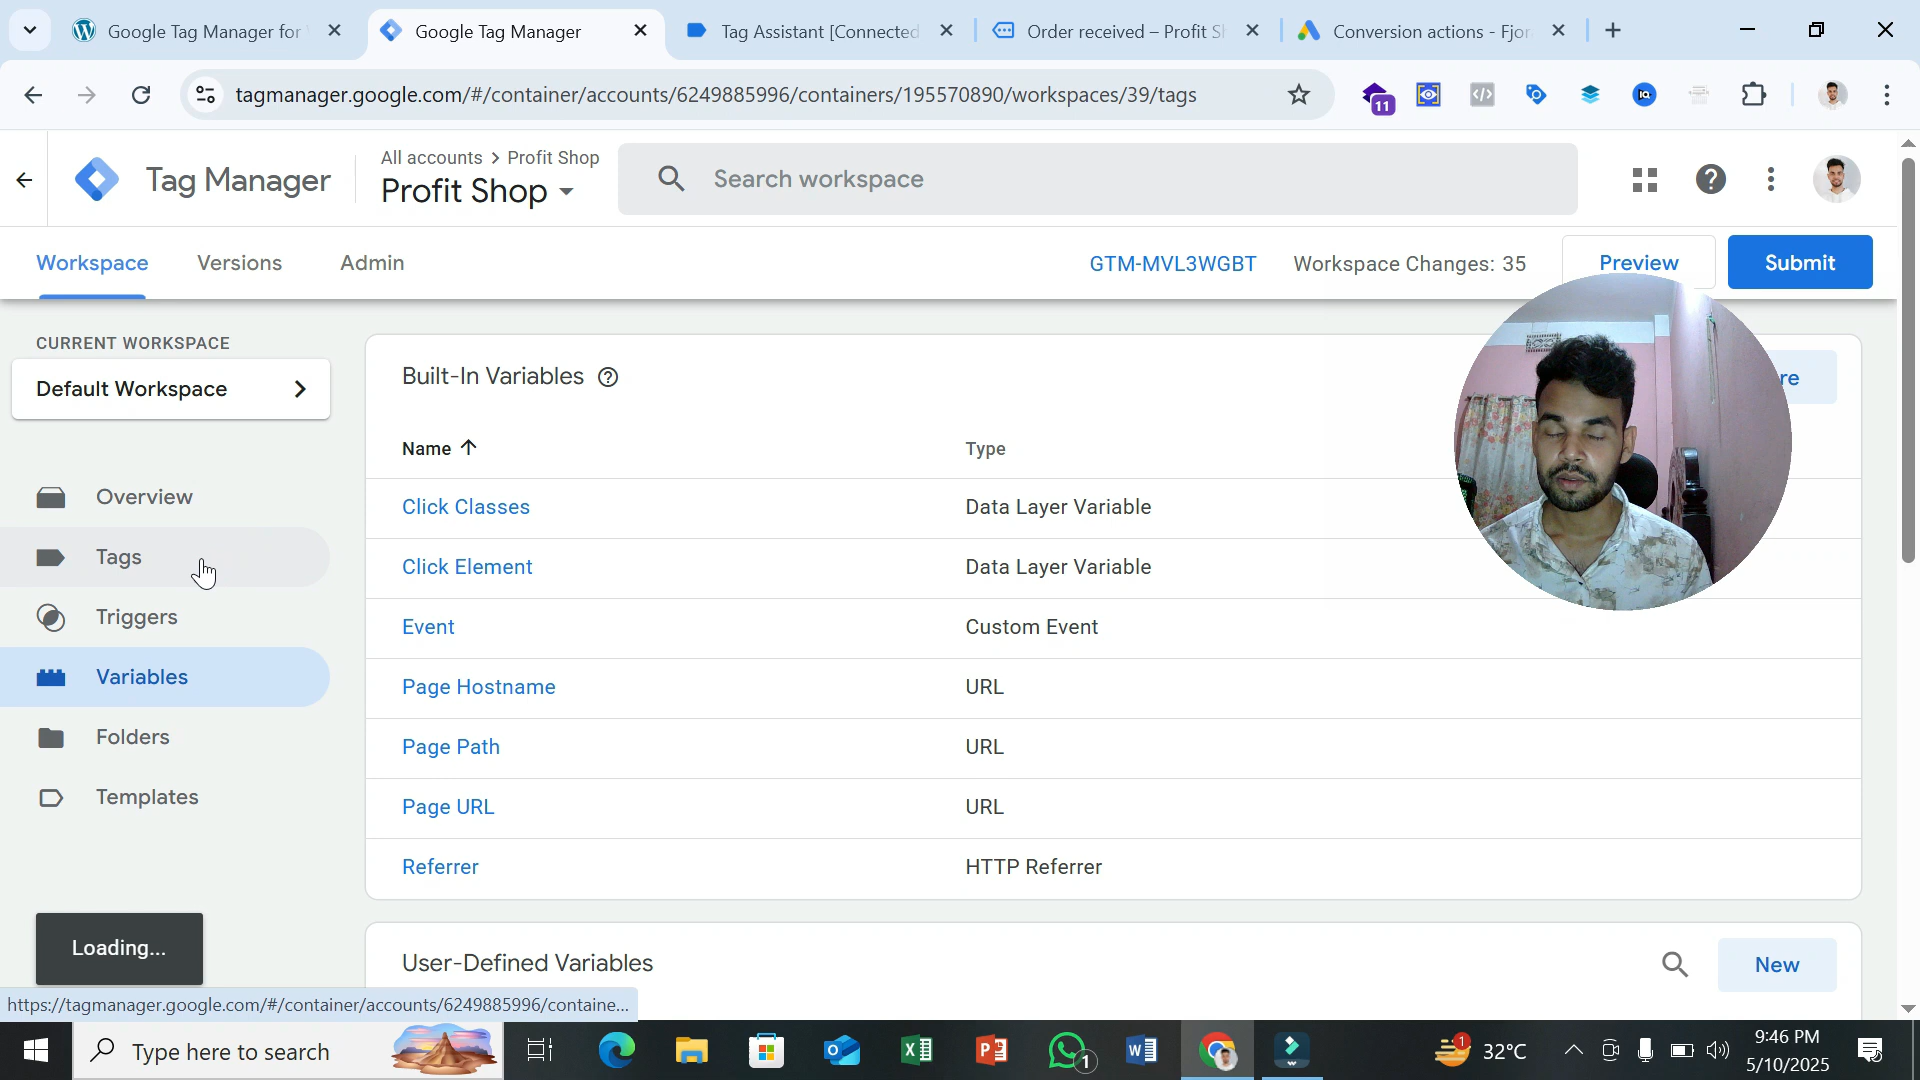 Google Tag Manager for
Google Tag Manager
Tag Assistant [Connected
Order received – Profit S
Conversion actions - Fjor
tagmanager.google.com/#/container/accounts/6249885996/containers/195570890/workspaces/39/tags
11
Tag Manager
All accounts > Profit Shop
Profit Shop
Search workspace
Workspace
Versions
Admin
GTM-MVL3WGBT
Workspace Changes: 35
Preview
Submit
CURRENT WORKSPACE
Default Workspace
Overview
Tags
Triggers
Variables
Folders
Templates
Built-In Variables
re
Name
Type
Click Classes
Data Layer Variable
Click Element
Data Layer Variable
Event
Custom Event
Page Hostname
URL
Page Path
URL
Page URL
URL
Referrer
HTTP Referrer
User-Defined Variables
New
Loading...
https://tagmanager.google.com/#/container/accounts/6249885996/containe...
Type here to search
1
1
32°C
9:46 PM
5/10/2025